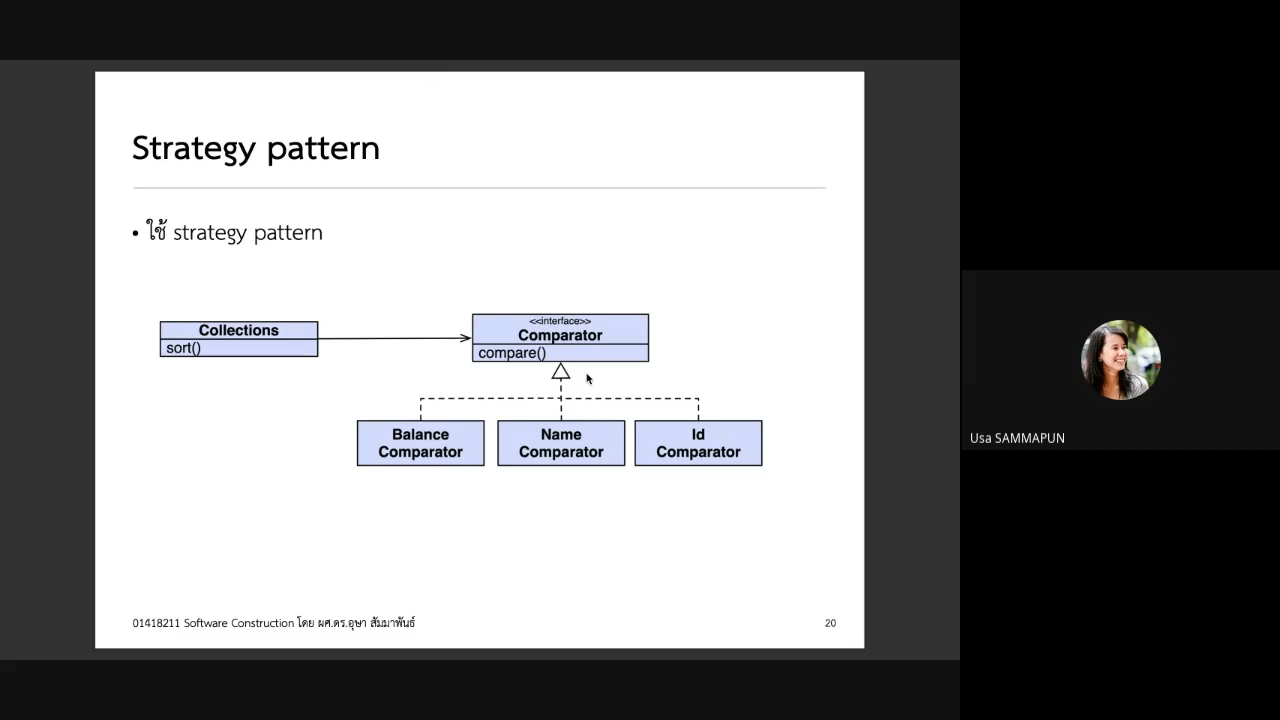 Strategy pattern
• ใช้ strategy pattern
Collections
sort()
<<interface>>
Comparator
compare()
Balance
Comparator
Name
Comparator
Id
Comparator
01418211 Software Construction โดย ผศ.ดร.อุษา สัมมาพันธ์
20
Usa SAMMAPUN